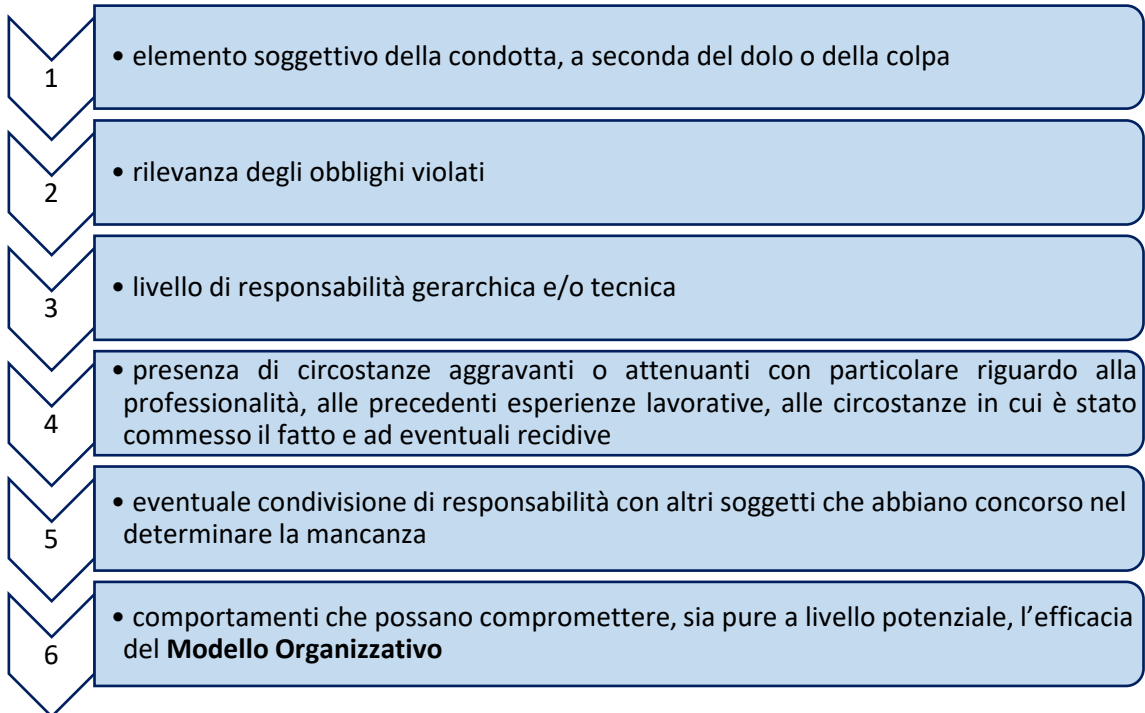 1
• elemento soggettivo della condotta, a seconda del dolo o della colpa
2
• rilevanza degli obblighi violati
3
• livello di responsabilità gerarchica e/o tecnica
4
• presenza di circostanze aggravanti o attenuanti con particolare riguardo alla
professionalità, alle precedenti esperienze lavorative, alle circostanze in cui è stato
commesso il fatto e ad eventuali recidive
5
• eventuale condivisione di responsabilità con altri soggetti che abbiano concorso nel
determinare la mancanza
6
• comportamenti che possano compromettere, sia pure a livello potenziale, l’efficacia
del Modello Organizzativo